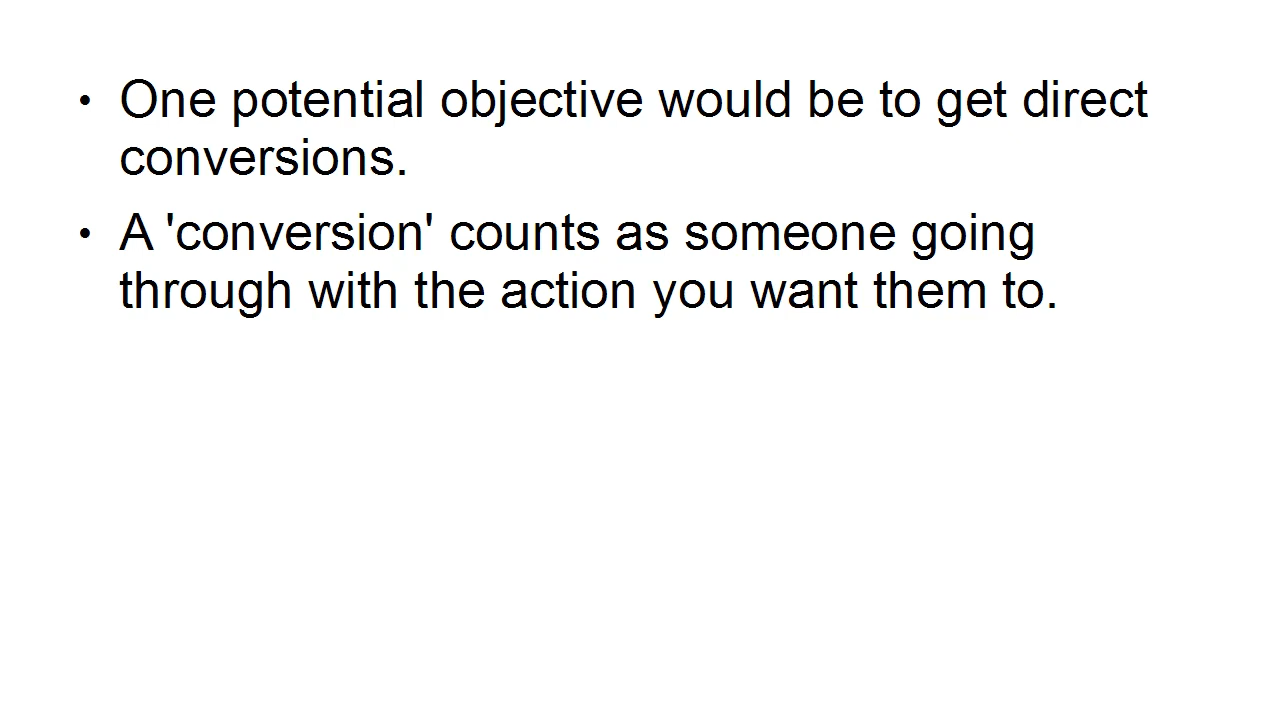 • One potential objective would be to get direct
conversions.
• A 'conversion' counts as someone going
through with the action you want them to.